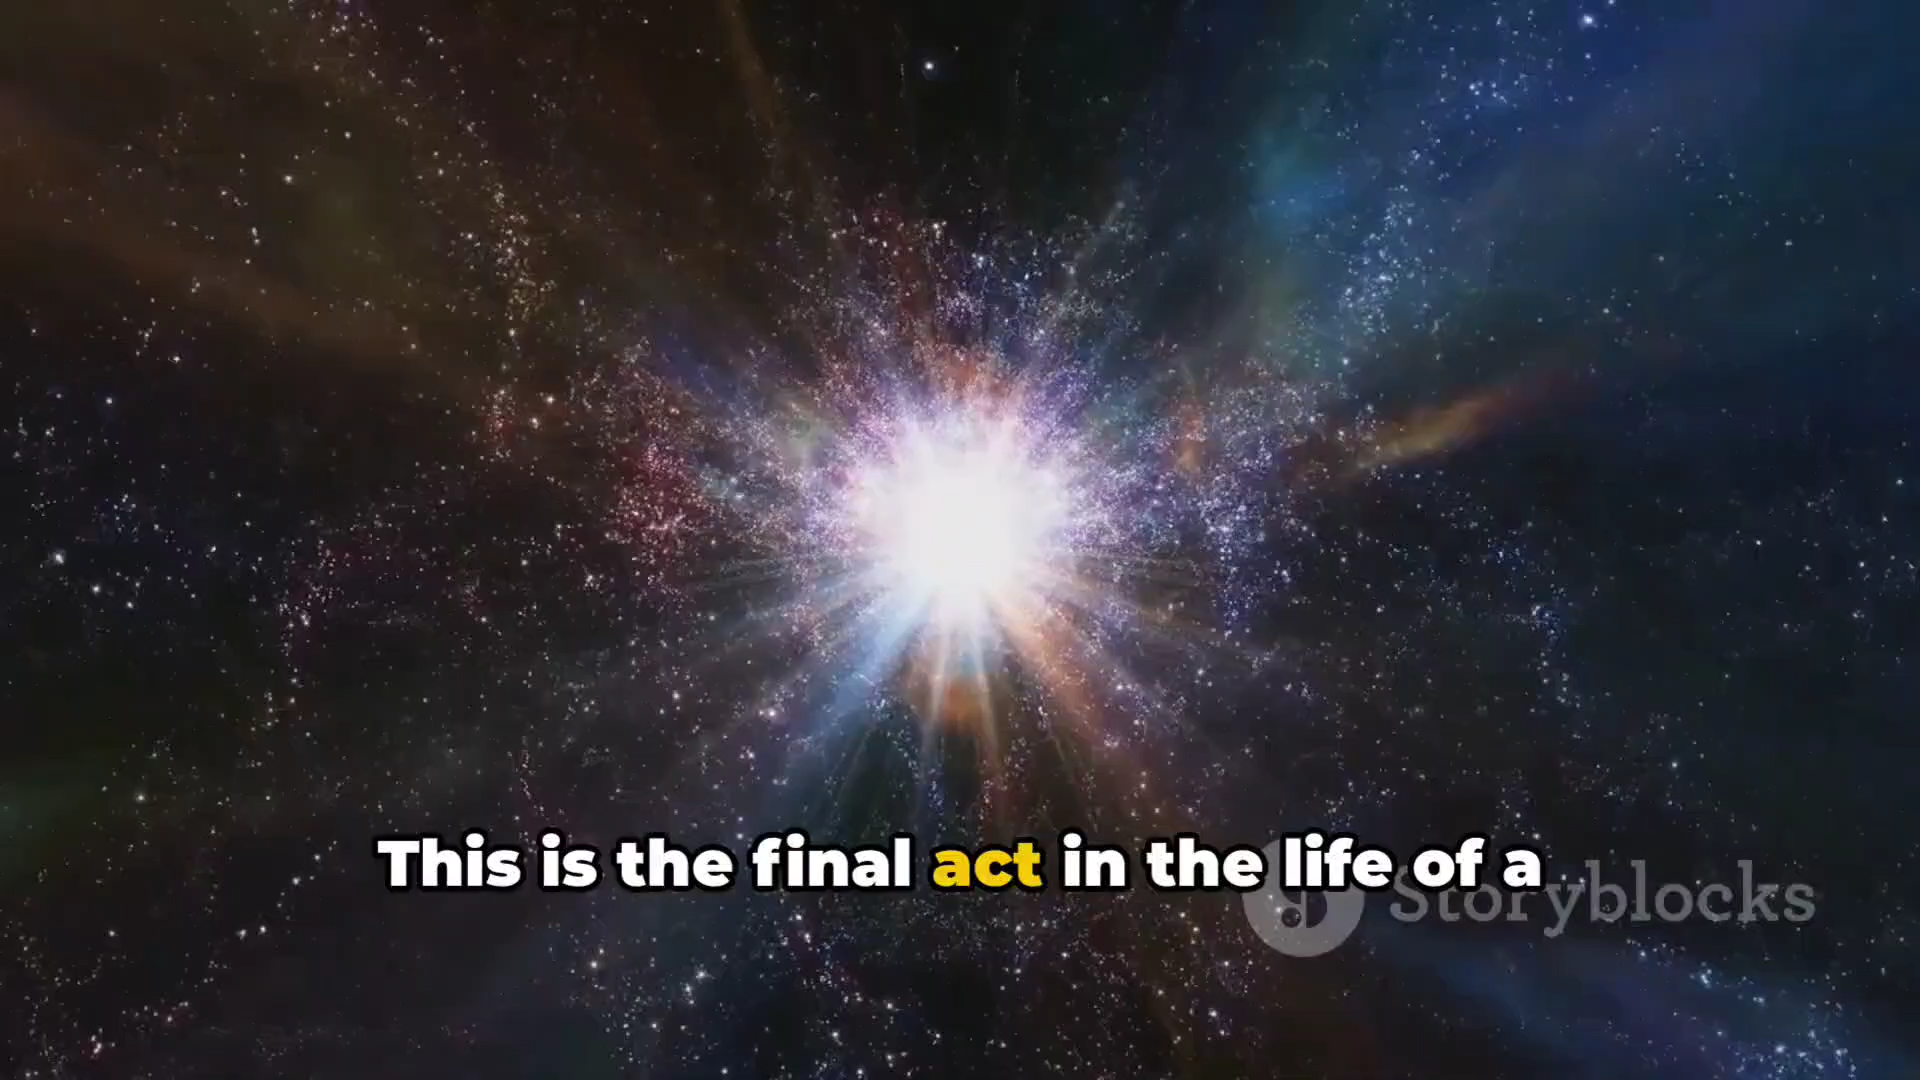 This is the final act in the life of a
Storyblocks